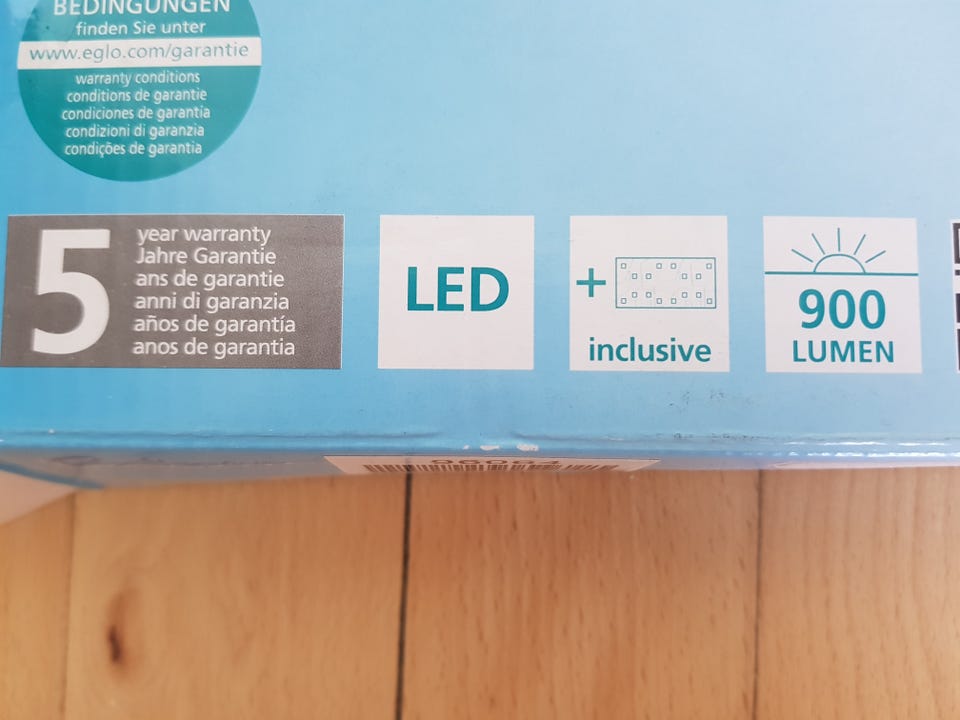 BEDINGUNGEN
finden Sie unter
www.eglo.com/garantie
warranty conditions
conditions de garantie
condiciones de garantía
condizioni di garanzia
condições de garantia
5
year warranty
Jahre Garantie
ans de garantie
anni di garanzia
años de garantía
anos de garantia
LED
+
inclusive
900
LUMEN